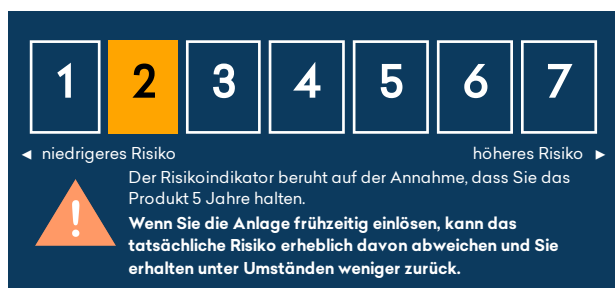 1 2 3 4 5 6 7
◄ niedrigeres Risiko höheres Risiko ►
Der Risikoindikator beruht auf der Annahme, dass Sie das
Produkt 5 Jahre halten.
Wenn Sie die Anlage frühzeitig einlösen, kann das
tatsächliche Risiko erheblich davon abweichen und Sie
erhalten unter Umständen weniger zurück.
!